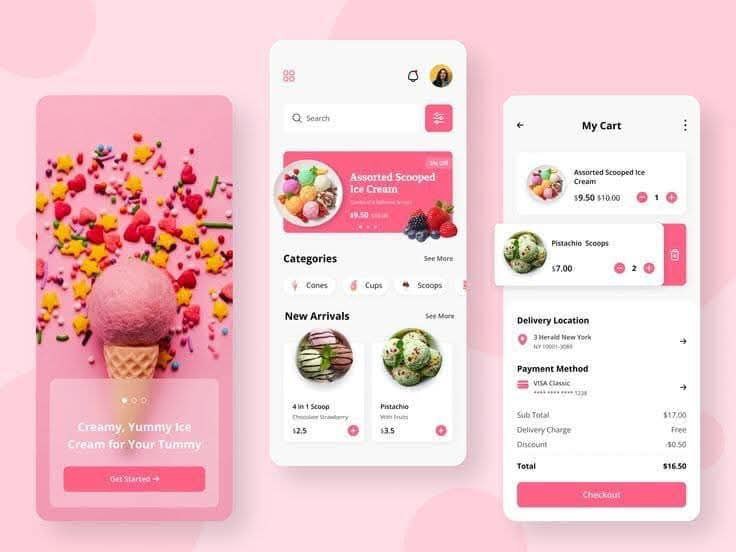 Creamy, Yummy Ice
Cream for Your Tummy
Get Started →
Search
5% Off
Assorted Scooped
Ice Cream
$9.50 $10.00
Categories
See More
Cones
Cups
Scoops
New Arrivals
See More
4 in 1 Scoop
Chocolate Strawberry
$2.5
Pistachio
With Fruits
$3.5
My Cart
Assorted Scooped Ice
Cream
$9.50 $10.00
1
Pistachio Scoops
$7.00
2
Delivery Location
3 Herald New York
NY 10001-3069
Payment Method
VISA Classic
**** **** **** 1238
Sub Total
$17.00
Delivery Charge
Free
Discount
-$0.50
Total
$16.50
Checkout